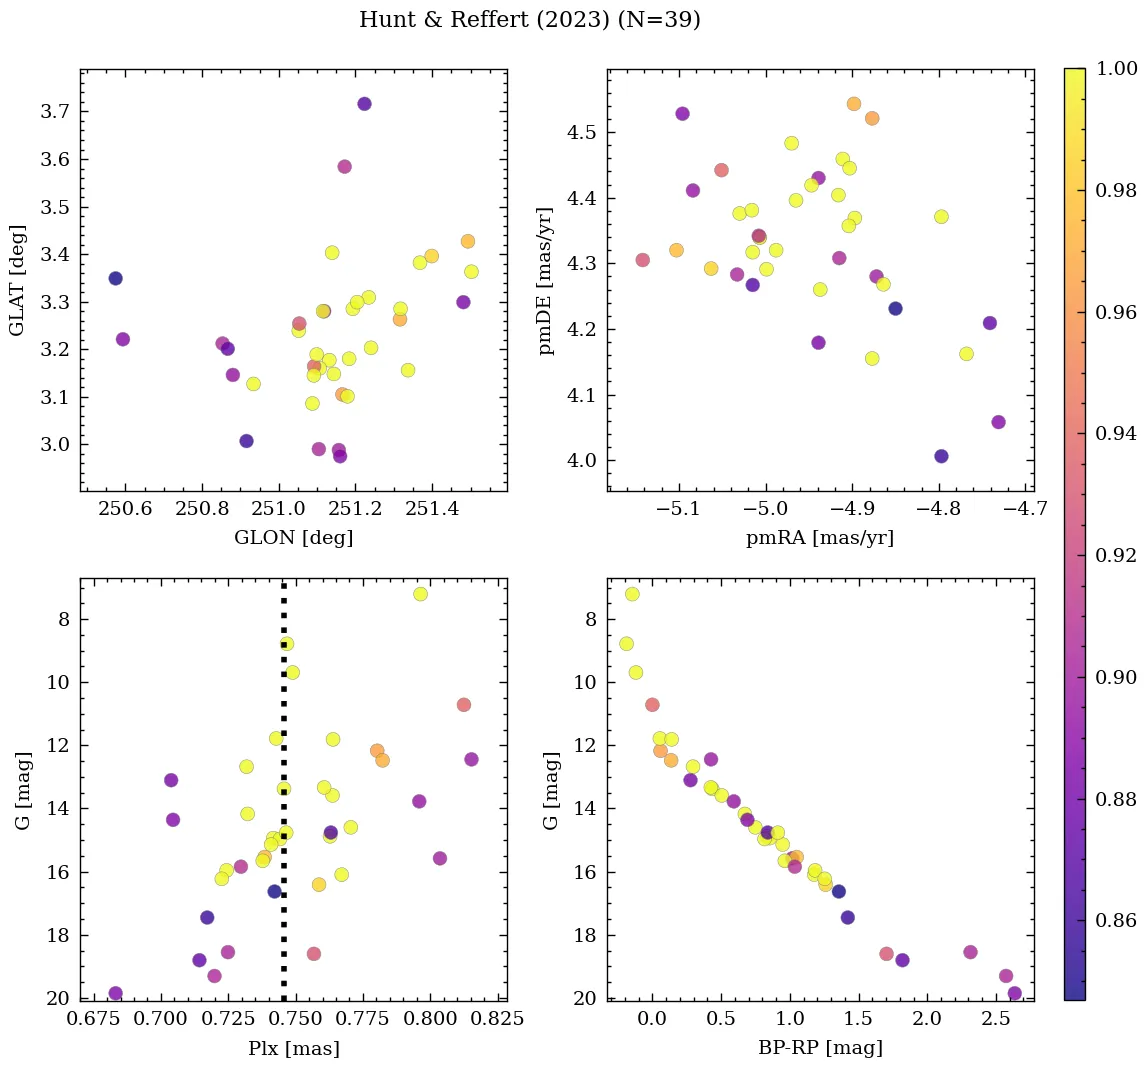 Hunt & Reffert (2023) (N=39)
3.7
3.6
3.5
3.4
3.3
3.2
3.1
3.0
GLAT [deg]
250.6 250.8 251.0 251.2 251.4
GLON [deg]
4.5
4.4
4.3
4.2
4.1
4.0
pmDE [mas/yr]
−5.1 −5.0 −4.9 −4.8 −4.7
pmRA [mas/yr]
8
10
12
14
16
18
20
G [mag]
0.675 0.700 0.725 0.750 0.775 0.800 0.825
Plx [mas]
8
10
12
14
16
18
20
G [mag]
0.0 0.5 1.0 1.5 2.0 2.5
BP-RP [mag]
1.00
0.98
0.96
0.94
0.92
0.90
0.88
0.86